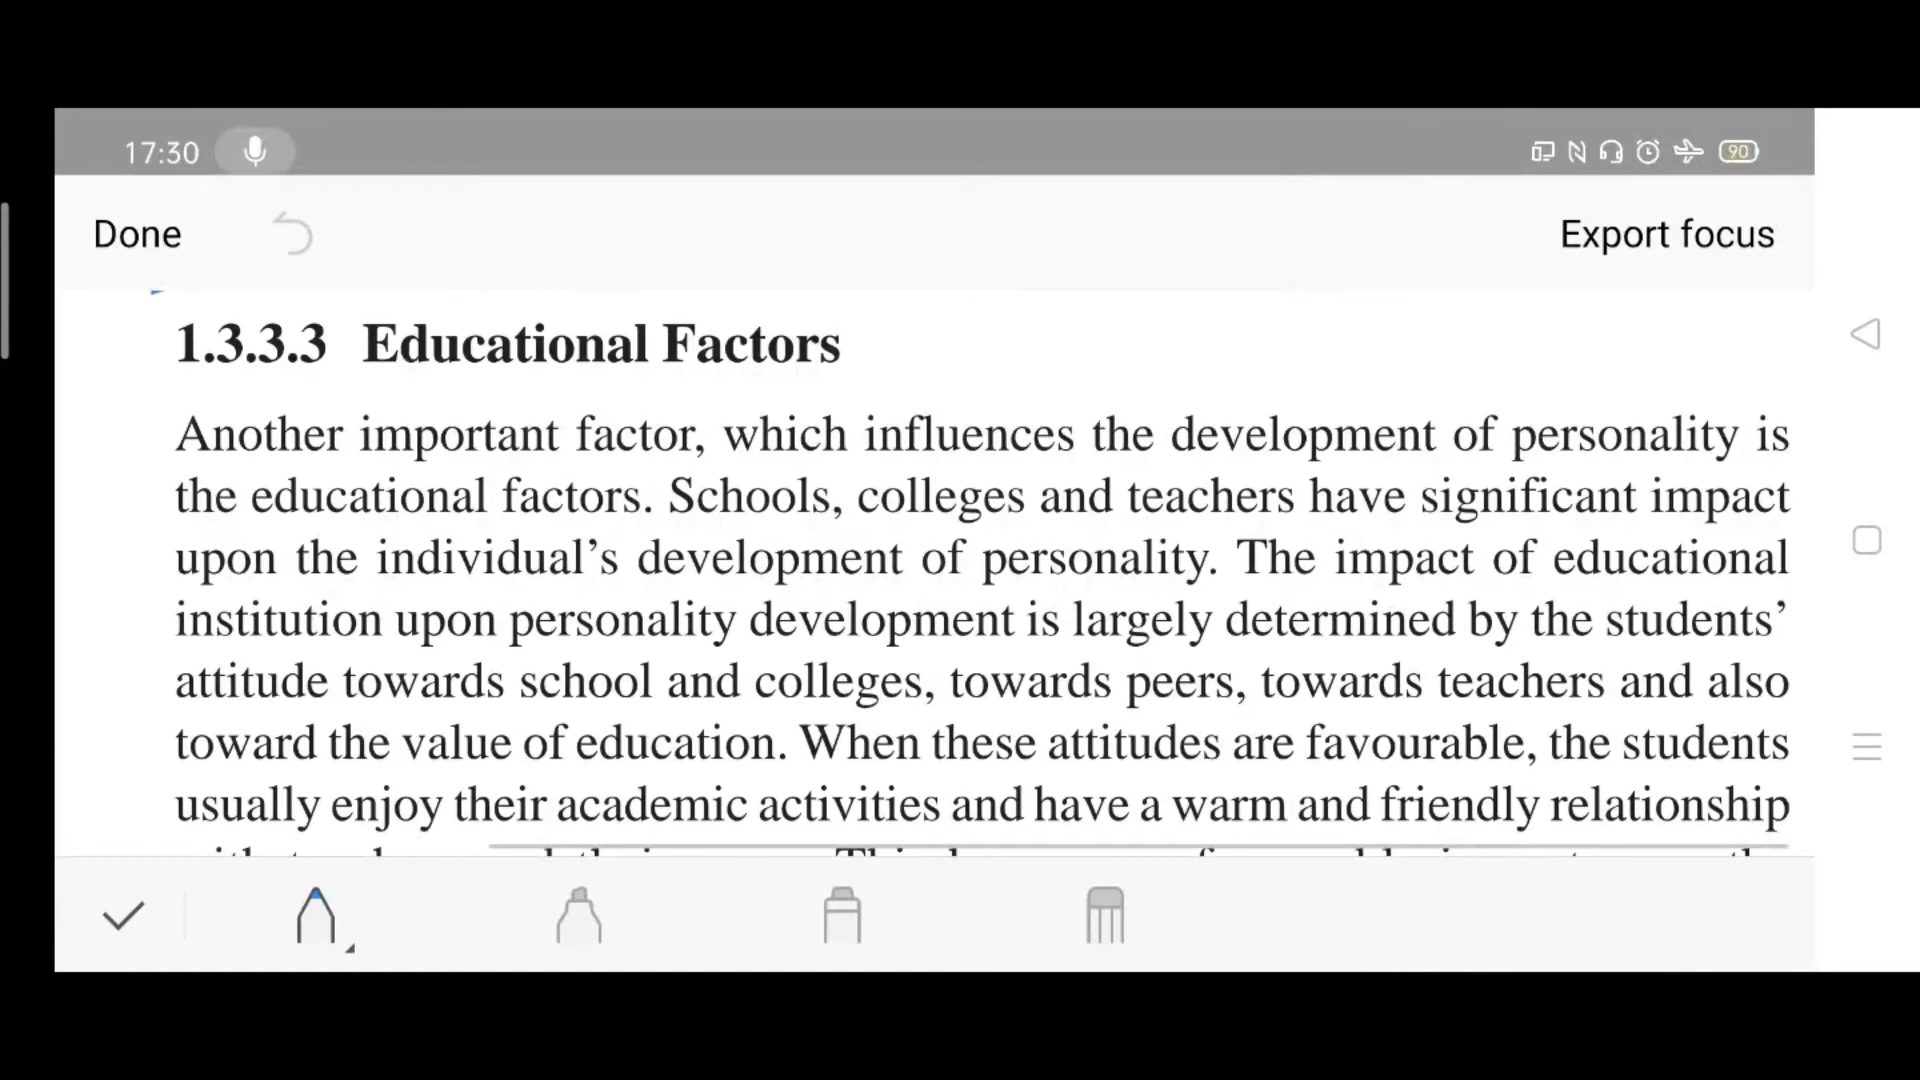 17:30
90
Done
Export focus
1.3.3.3 Educational Factors
Another important factor, which influences the development of personality is
the educational factors. Schools, colleges and teachers have significant impact
upon the individual’s development of personality. The impact of educational
institution upon personality development is largely determined by the students’
attitude towards school and colleges, towards peers, towards teachers and also
toward the value of education. When these attitudes are favourable, the students
usually enjoy their academic activities and have a warm and friendly relationship